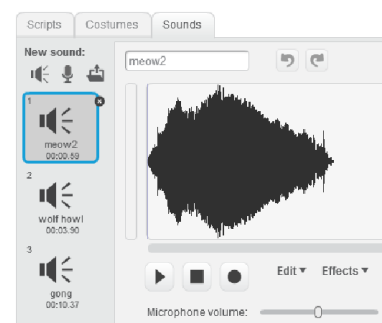 Scripts Costumes Sounds
New sound:
meow2
1
meow2
00:00.59
2
wolf howl
00:03.90
3
gong
00:10.37
Edit ▾ Effects ▾
Microphone volume: